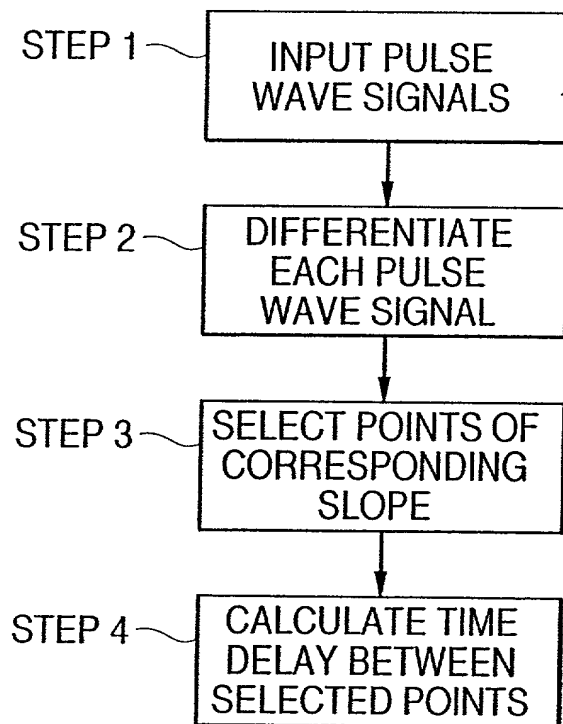 STEP 1
INPUT PULSE
WAVE SIGNALS
STEP 2
DIFFERENTIATE
EACH PULSE
WAVE SIGNAL
STEP 3
SELECT POINTS OF
CORRESPONDING
SLOPE
STEP 4
CALCULATE TIME
DELAY BETWEEN
SELECTED POINTS